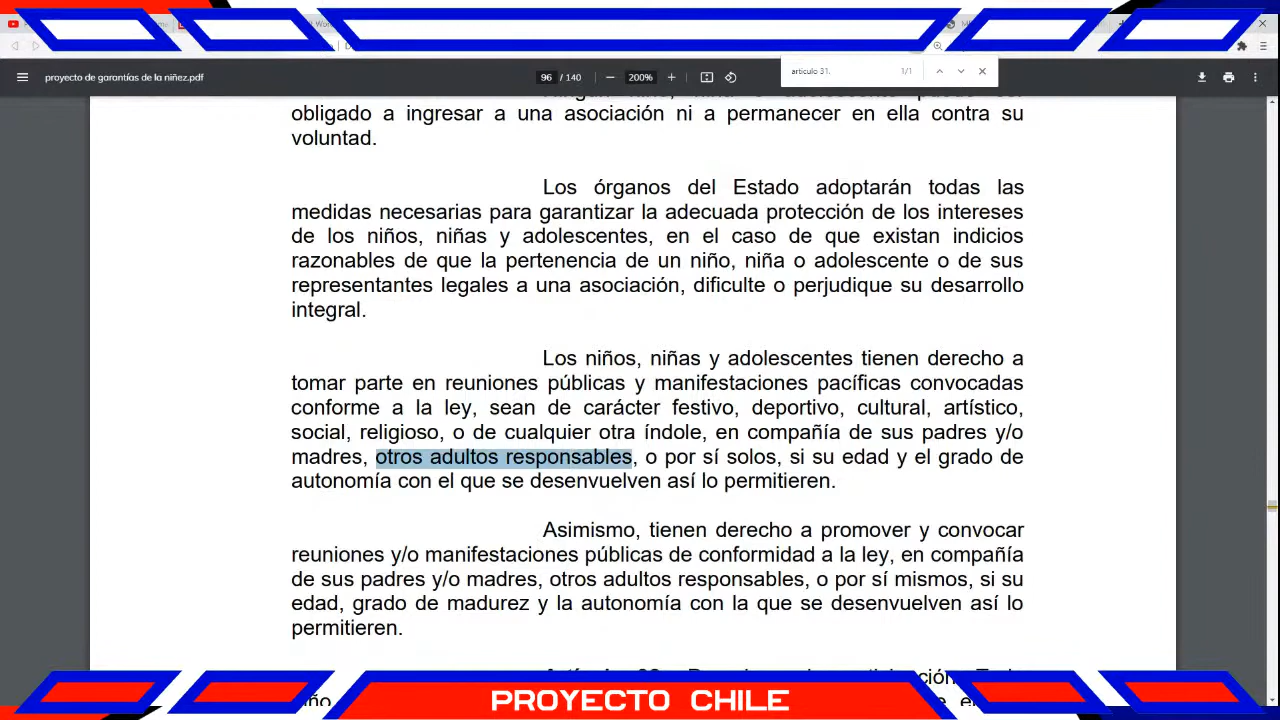 proyecto de garantías de la niñez.pdf
96 / 140
200%
articulo 31.
1/1
obligado a ingresar a una asociación ni a permanecer en ella contra su
voluntad.
Los órganos del Estado adoptarán todas las
medidas necesarias para garantizar la adecuada protección de los intereses
de los niños, niñas y adolescentes, en el caso de que existan indicios
razonables de que la pertenencia de un niño, niña o adolescente o de sus
representantes legales a una asociación, dificulte o perjudique su desarrollo
integral.
Los niños, niñas y adolescentes tienen derecho a
tomar parte en reuniones públicas y manifestaciones pacíficas convocadas
conforme a la ley, sean de carácter festivo, deportivo, cultural, artístico,
social, religioso, o de cualquier otra índole, en compañía de sus padres y/o
madres, otros adultos responsables, o por sí solos, si su edad y el grado de
autonomía con el que se desenvuelven así lo permitieren.
Asimismo, tienen derecho a promover y convocar
reuniones y/o manifestaciones públicas de conformidad a la ley, en compañía
de sus padres y/o madres, otros adultos responsables, o por sí mismos, si su
edad, grado de madurez y la autonomía con la que se desenvuelven así lo
permitieren.
PROYECTO CHILE